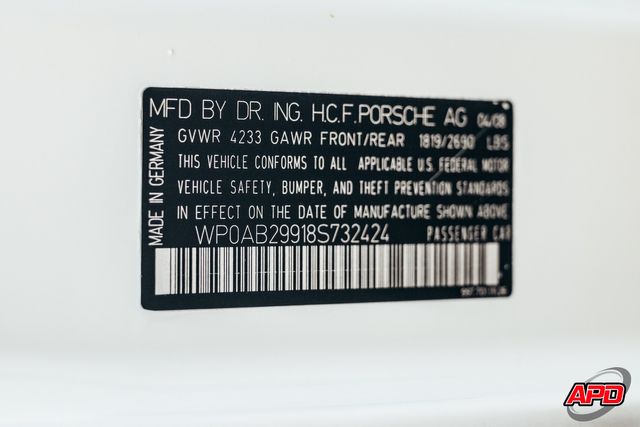 MFD BY DR. ING. H.C.F. PORSCHE AG 04/08
GVWR 4233 GAWR FRONT/REAR 1819/2690 LBS
THIS VEHICLE CONFORMS TO ALL APPLICABLE U.S. FEDERAL MOTOR
VEHICLE SAFETY, BUMPER, AND THEFT PREVENTION STANDARDS
IN EFFECT ON THE DATE OF MANUFACTURE SHOWN ABOVE
WP0AB29918S732424 PASSENGER CAR
MADE IN GERMANY
APD